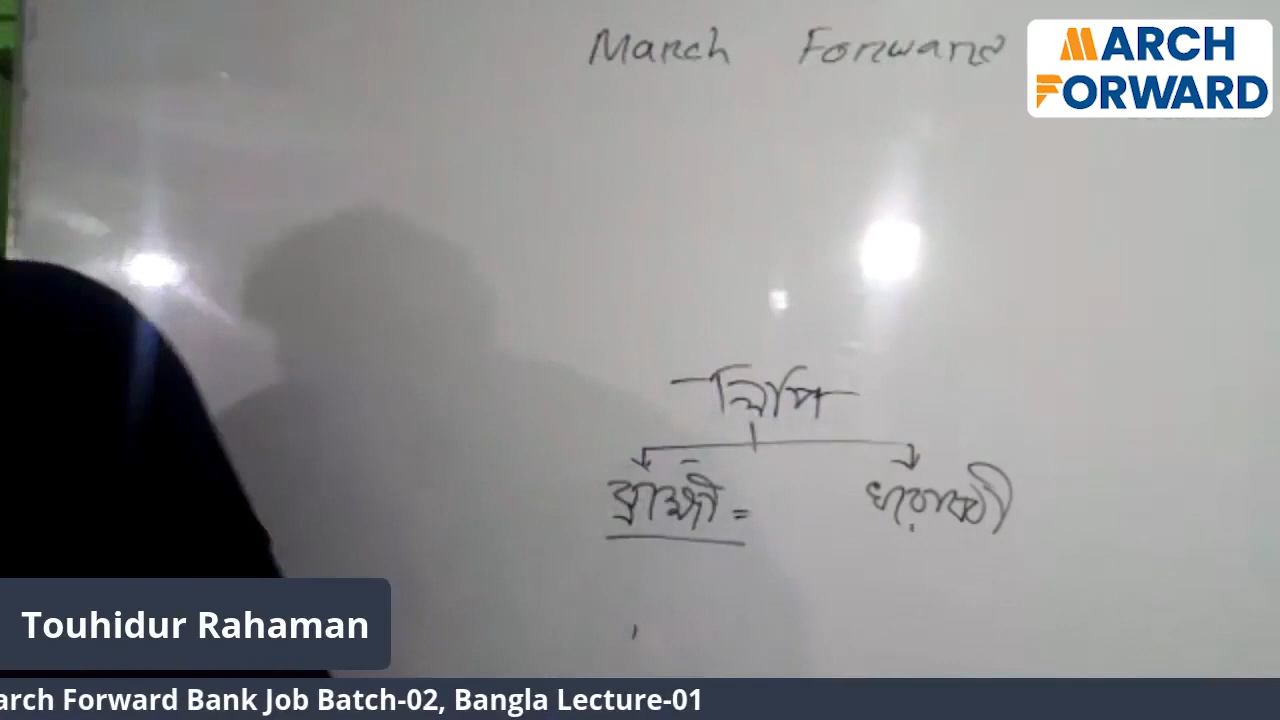 March Forward
MARCH
FORWARD
লিপি
ব্রাহ্মী = খরোষ্ঠী
Touhidur Rahaman
arch Forward Bank Job Batch-02, Bangla Lecture-01